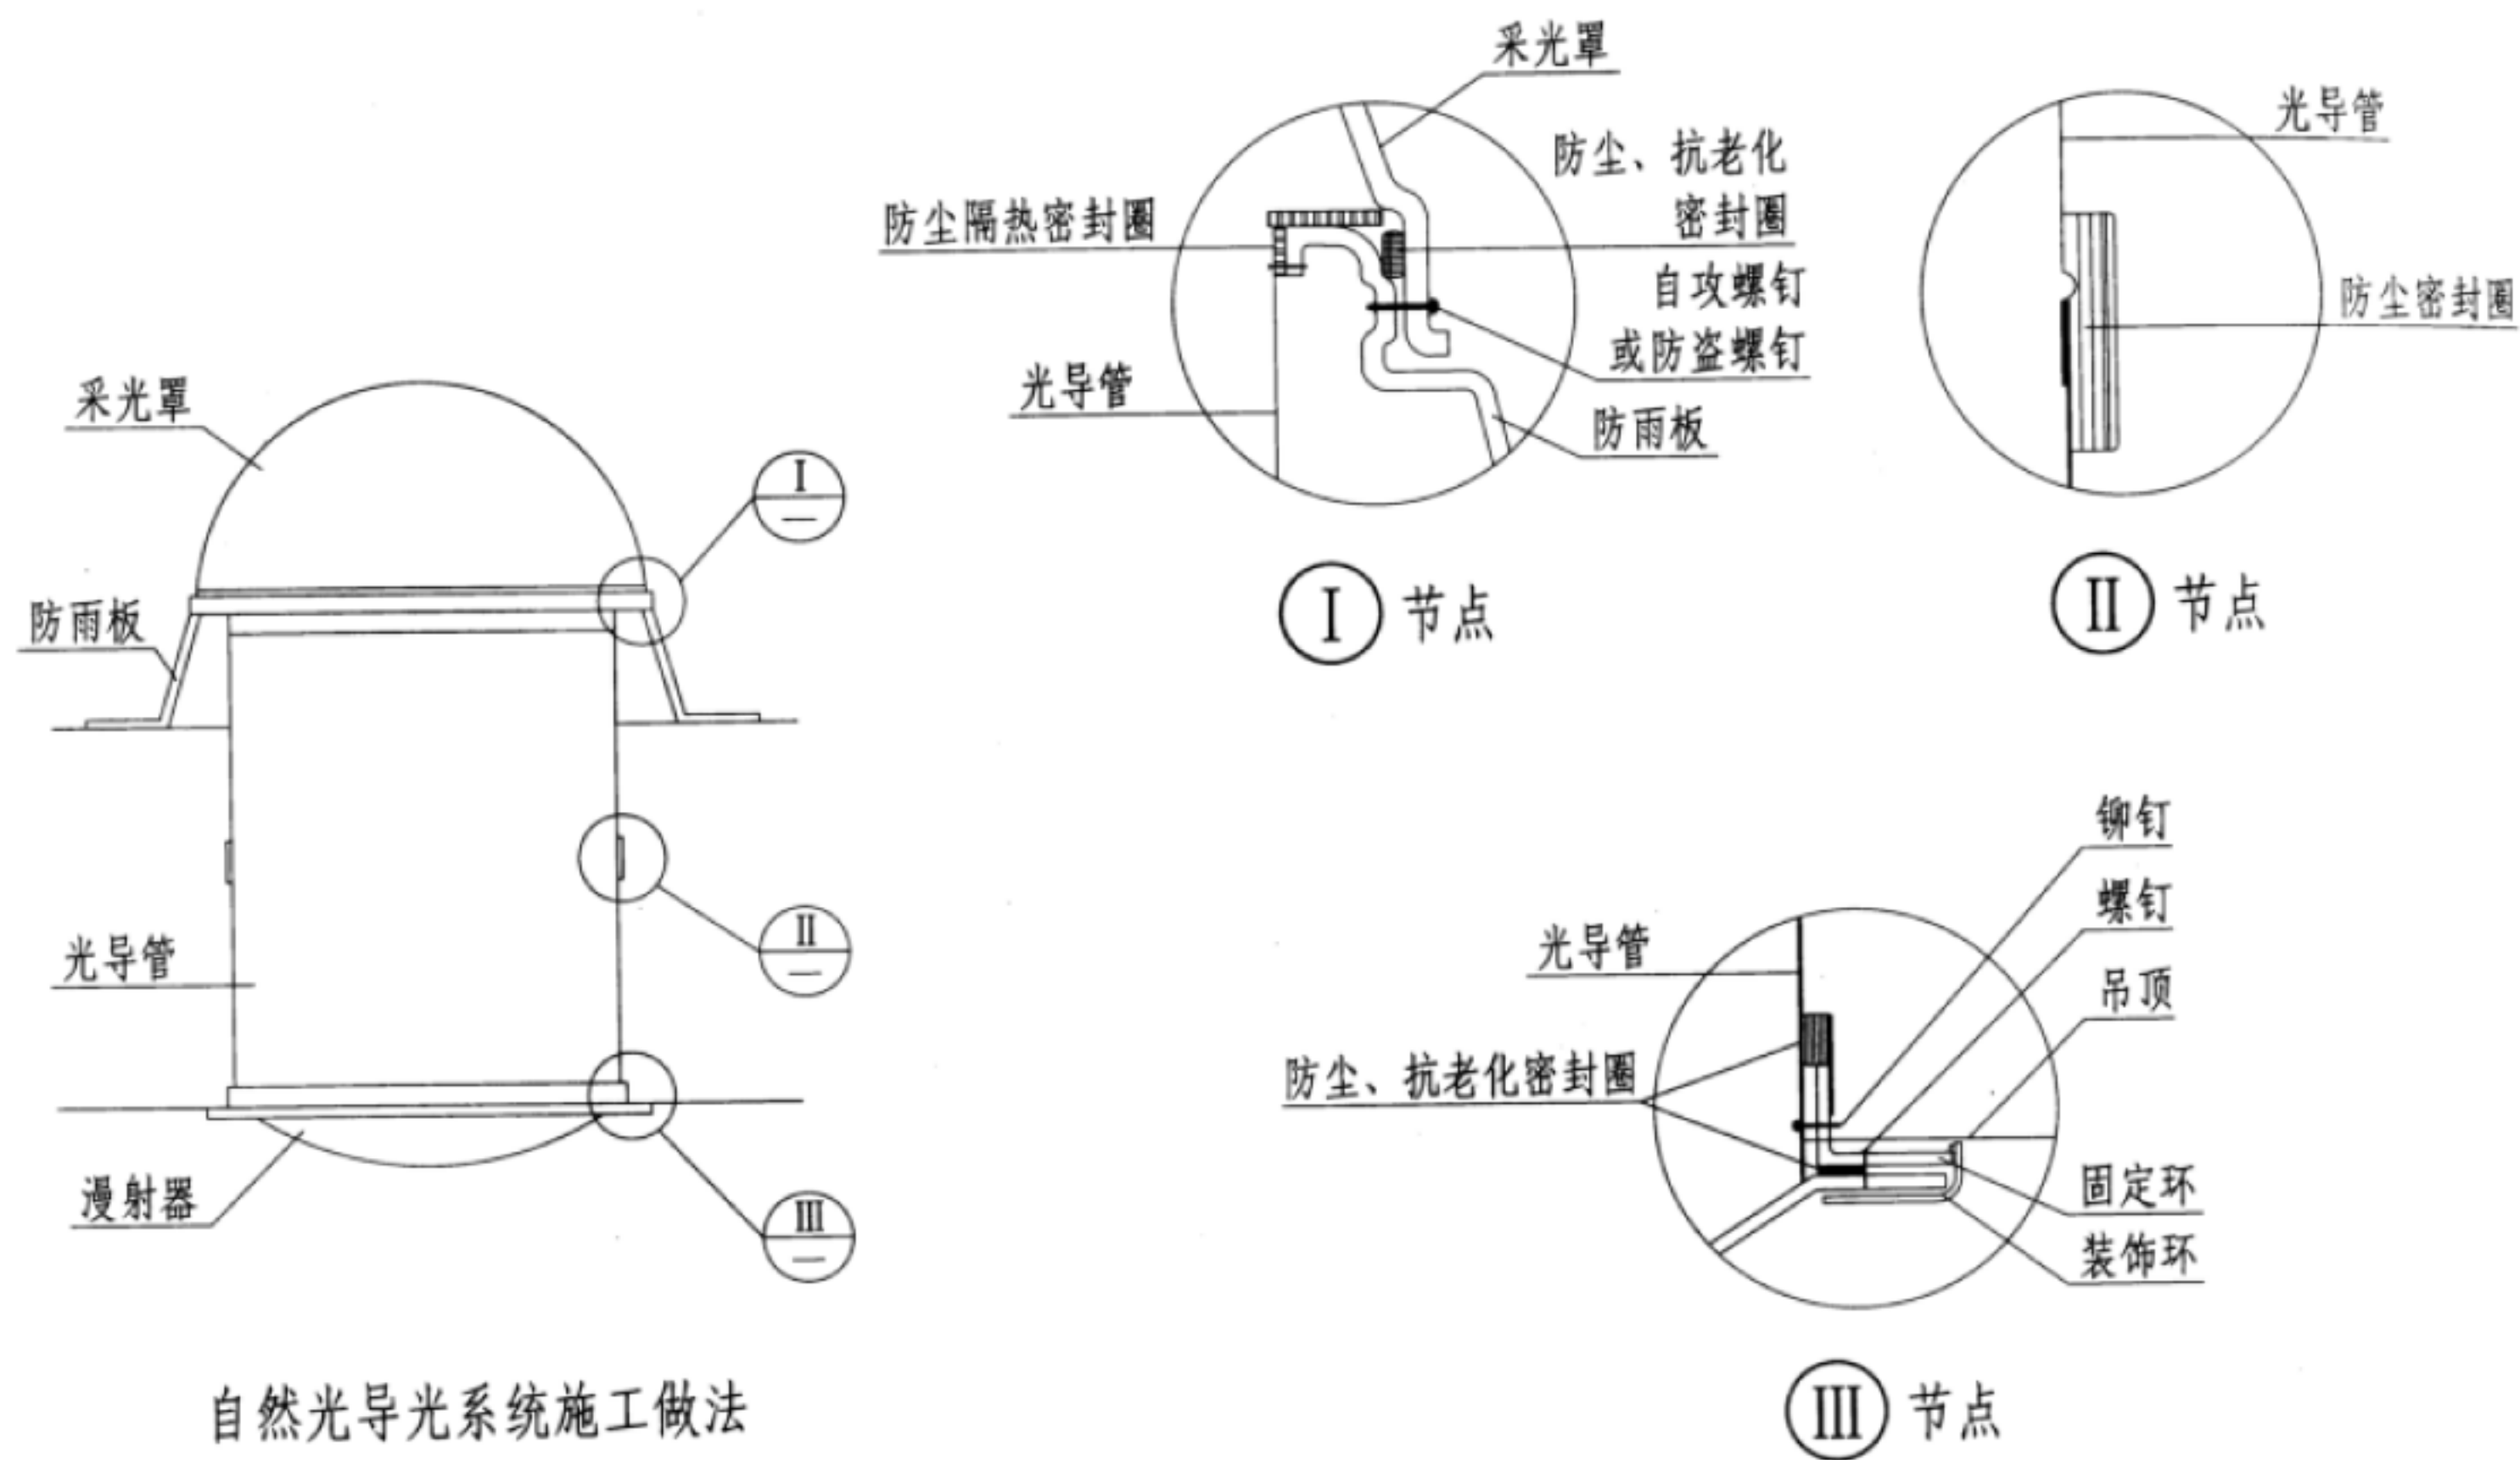 采光罩
防雨板
光导管
漫射器
I
—
II
—
III
—
自然光导光系统施工做法
采光罩
防尘隔热密封圈
防尘、抗老化
密封圈
自攻螺钉
或防盗螺钉
光导管
防雨板
I 节点
光导管
防尘密封圈
II 节点
铆钉
螺钉
吊顶
光导管
防尘、抗老化密封圈
固定环
装饰环
III 节点